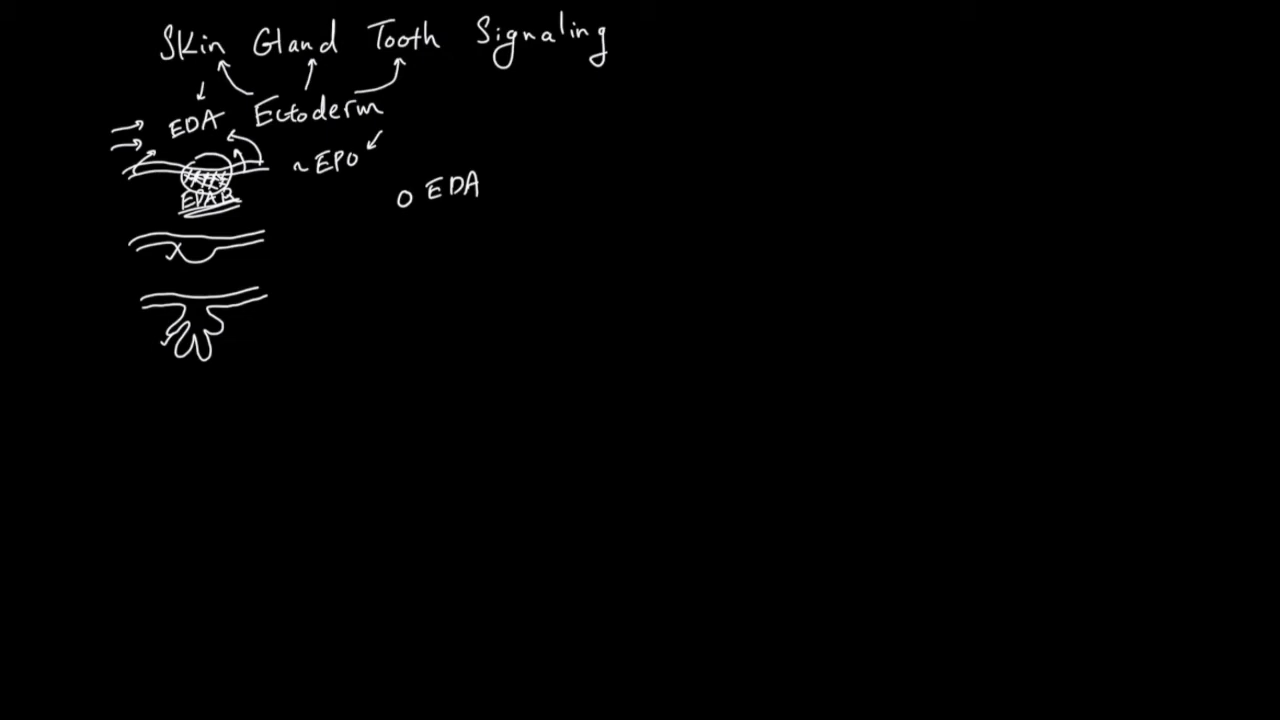 Skin Gland Tooth Signaling
EDA Ectoderm
~ EPO
EDAR
o EDA